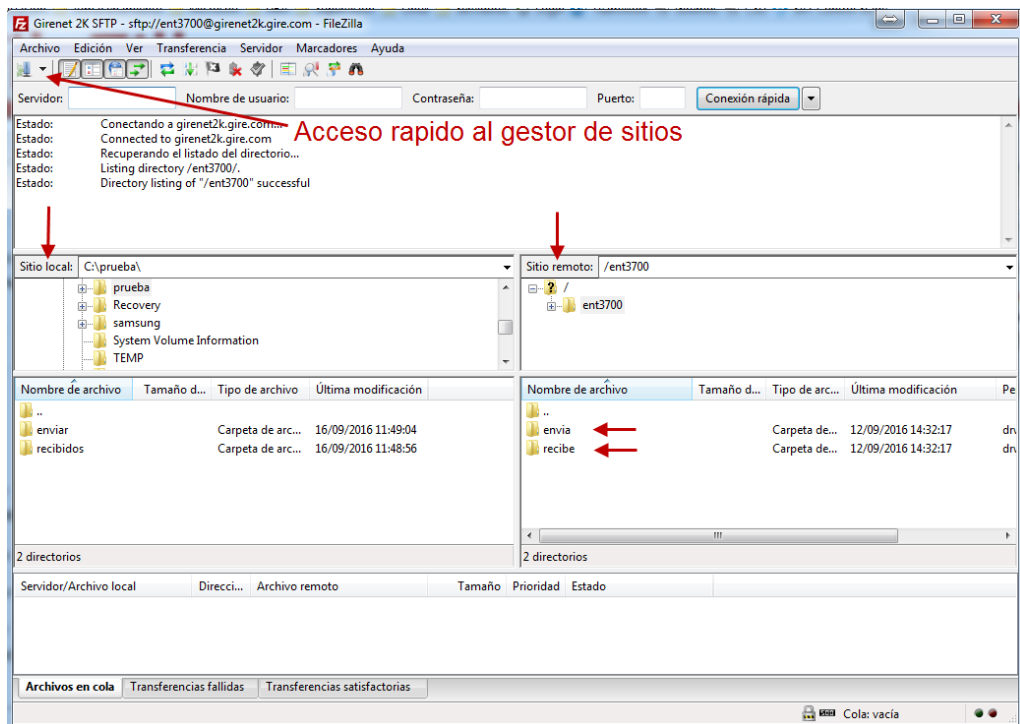 Girenet 2K SFTP - sftp://ent3700@girenet2k.gire.com - FileZilla
Archivo Edición Ver Transferencia Servidor Marcadores Ayuda
Servidor: Nombre de usuario: Contraseña: Puerto: Conexión rápida
Estado: Conectando a girenet2k.gire.com...
Acceso rapido al gestor de sitios
Estado: Connected to girenet2k.gire.com
Estado: Recuperando el listado del directorio...
Estado: Listing directory /ent3700/.
Estado: Directory listing of "/ent3700" successful
Sitio local: C:\prueba\
prueba
Recovery
samsung
System Volume Information
TEMP
Sitio remoto: /ent3700
/
ent3700
Nombre de archivo Tamaño d... Tipo de archivo Última modificación
..
enviar Carpeta de arc... 16/09/2016 11:49:04
recibidos Carpeta de arc... 16/09/2016 11:48:56
2 directorios
Nombre de archivo Tamaño d... Tipo de arc... Última modificación Pe
..
envia Carpeta de... 12/09/2016 14:32:17
recibe Carpeta de... 12/09/2016 14:32:17
2 directorios
Servidor/Archivo local Direcci... Archivo remoto Tamaño Prioridad Estado
Archivos en cola Transferencias fallidas Transferencias satisfactorias
Cola: vacía